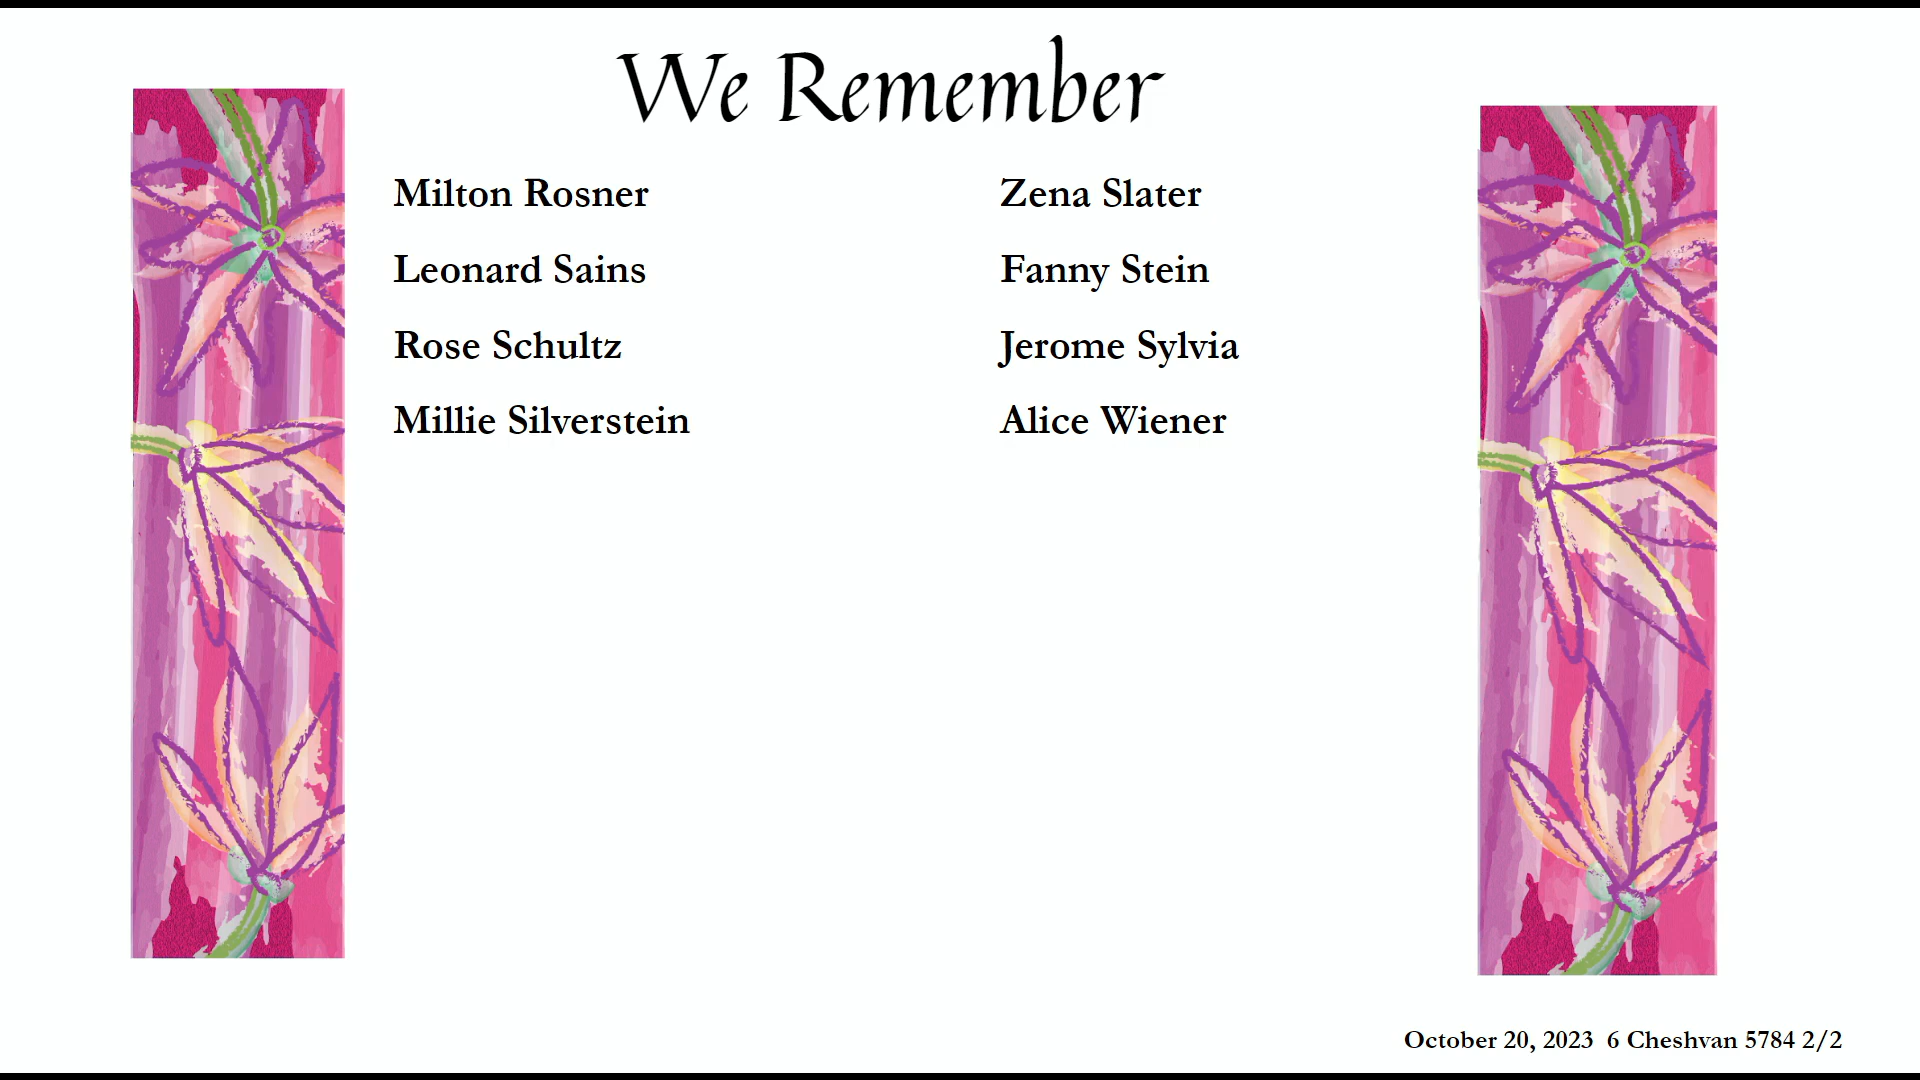 We Remember
Milton Rosner
Leonard Sains
Rose Schultz
Millie Silverstein
Zena Slater
Fanny Stein
Jerome Sylvia
Alice Wiener
October 20, 2023  6 Cheshvan 5784 2/2